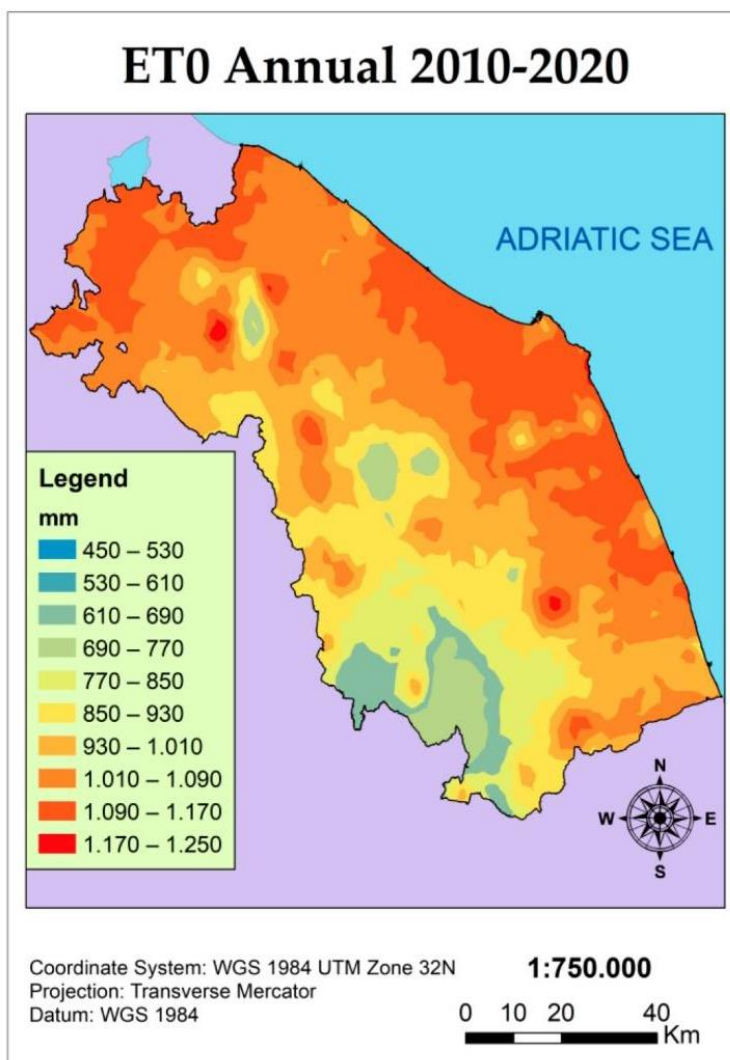 ET0 Annual 2010-2020
ADRIATIC SEA
Legend
mm
450 – 530
530 – 610
610 – 690
690 – 770
770 – 850
850 – 930
930 – 1.010
1.010 – 1.090
1.090 – 1.170
1.170 – 1.250
N
W E
S
Coordinate System: WGS 1984 UTM Zone 32N
Projection: Transverse Mercator
Datum: WGS 1984
1:750.000
0 10 20 40
Km